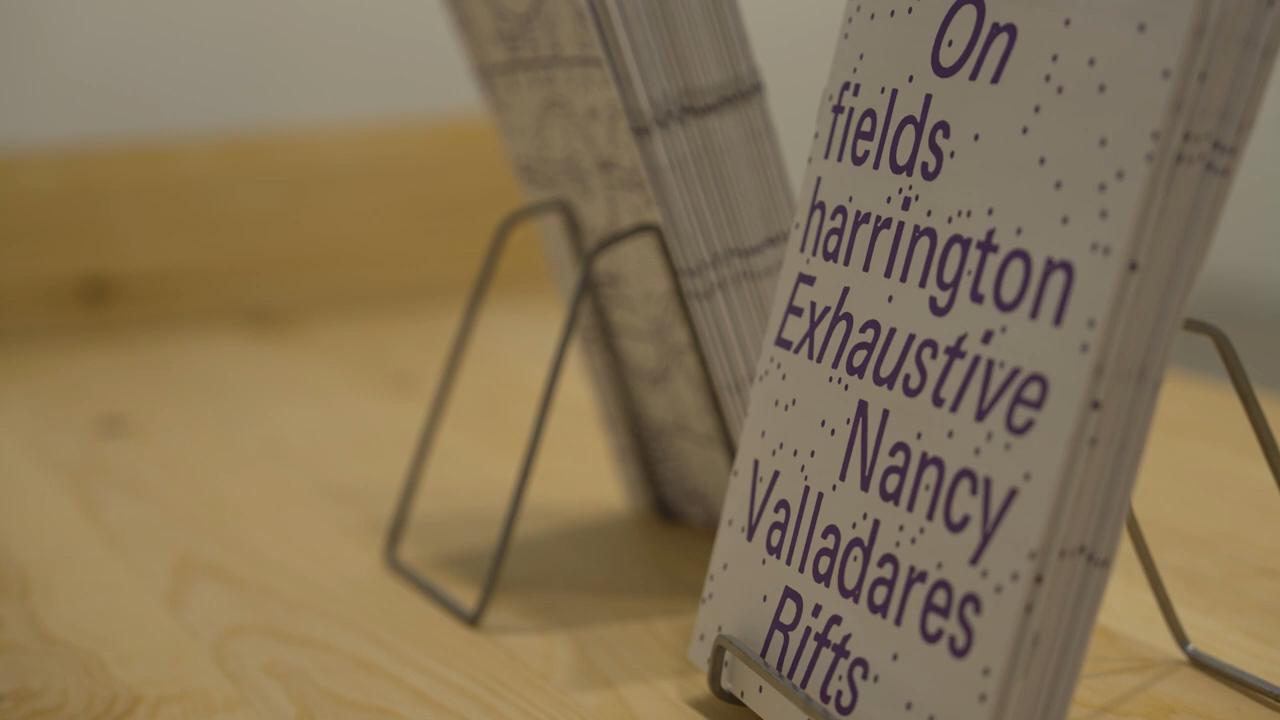 On
fields
harrington
Exhaustive
Nancy
Valladares
Rifts